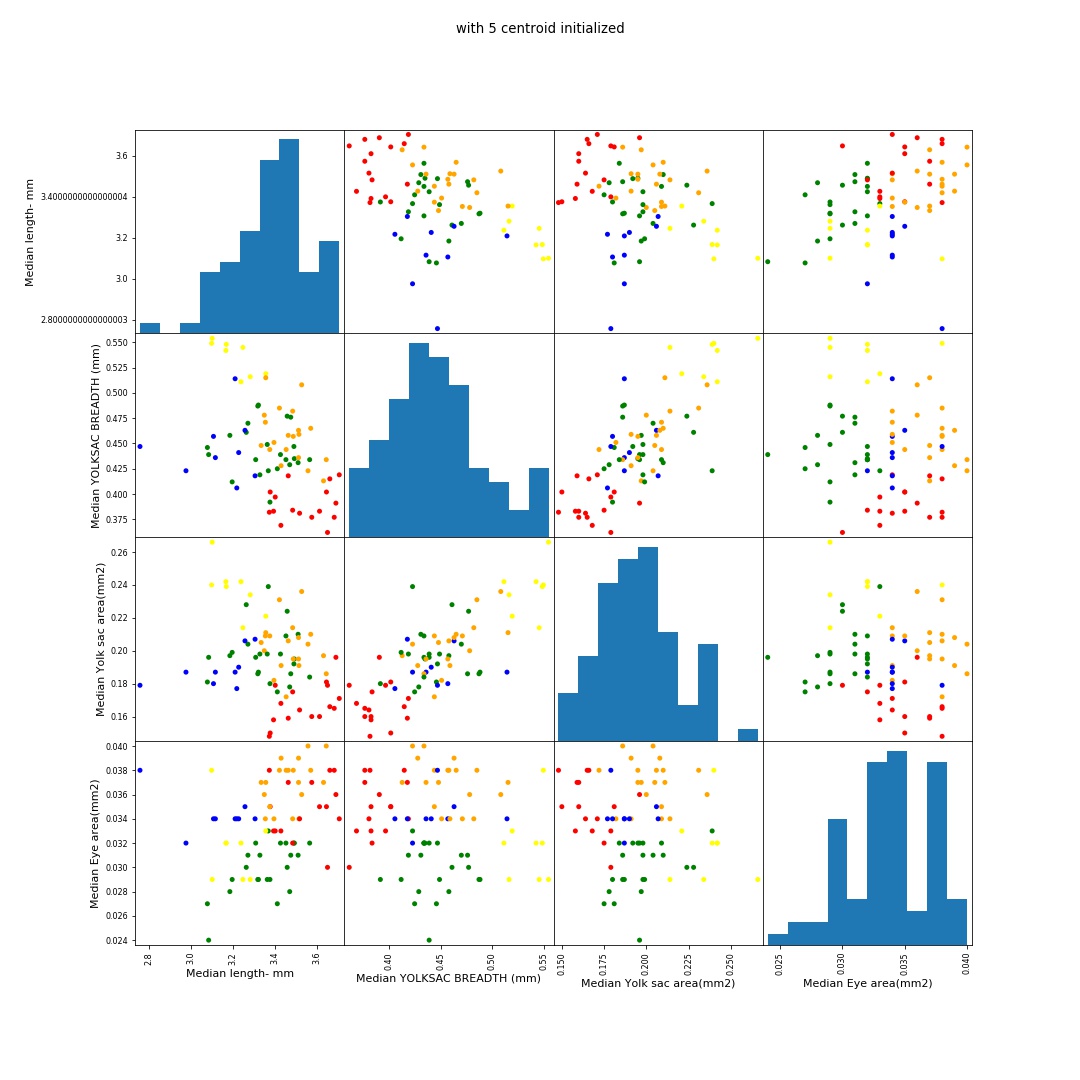 with 5 centroid initialized
Median length- mm
3.6
3.4000000000000004
3.2
3.0
2.8000000000000003
Median YOLKSAC BREADTH (mm)
0.550
0.525
0.500
0.475
0.450
0.425
0.400
0.375
Median Yolk sac area(mm2)
0.26
0.24
0.22
0.20
0.18
0.16
Median Eye area(mm2)
0.040
0.038
0.036
0.034
0.032
0.030
0.028
0.026
0.024
2.8 3.0 3.2 3.4 3.6
0.40 0.45 0.50 0.55
0.150 0.175 0.200 0.225 0.250
0.025 0.030 0.035 0.040
Median length- mm
Median YOLKSAC BREADTH (mm)
Median Yolk sac area(mm2)
Median Eye area(mm2)